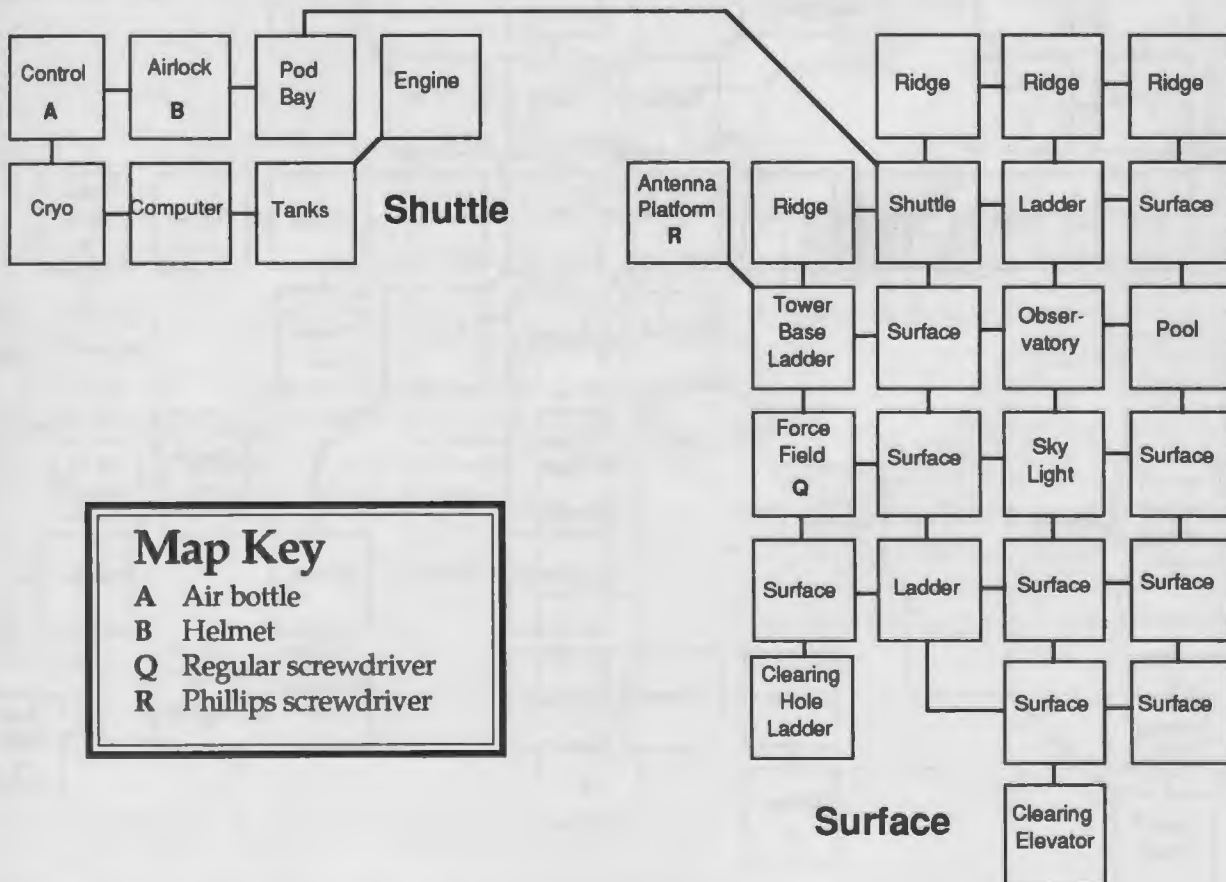 Control
A
Airlock
B
Pod
Bay
Engine
Cryo
Computer
Tanks
Shuttle
Ridge
Ridge
Ridge
Antenna
Platform
R
Ridge
Shuttle
Ladder
Surface
Tower
Base
Ladder
Surface
Obser-
vatory
Pool
Force
Field
Q
Surface
Sky
Light
Surface
Surface
Ladder
Surface
Surface
Clearing
Hole
Ladder
Surface
Surface
Clearing
Elevator
Surface
Map Key
A Air bottle
B Helmet
Q Regular screwdriver
R Phillips screwdriver